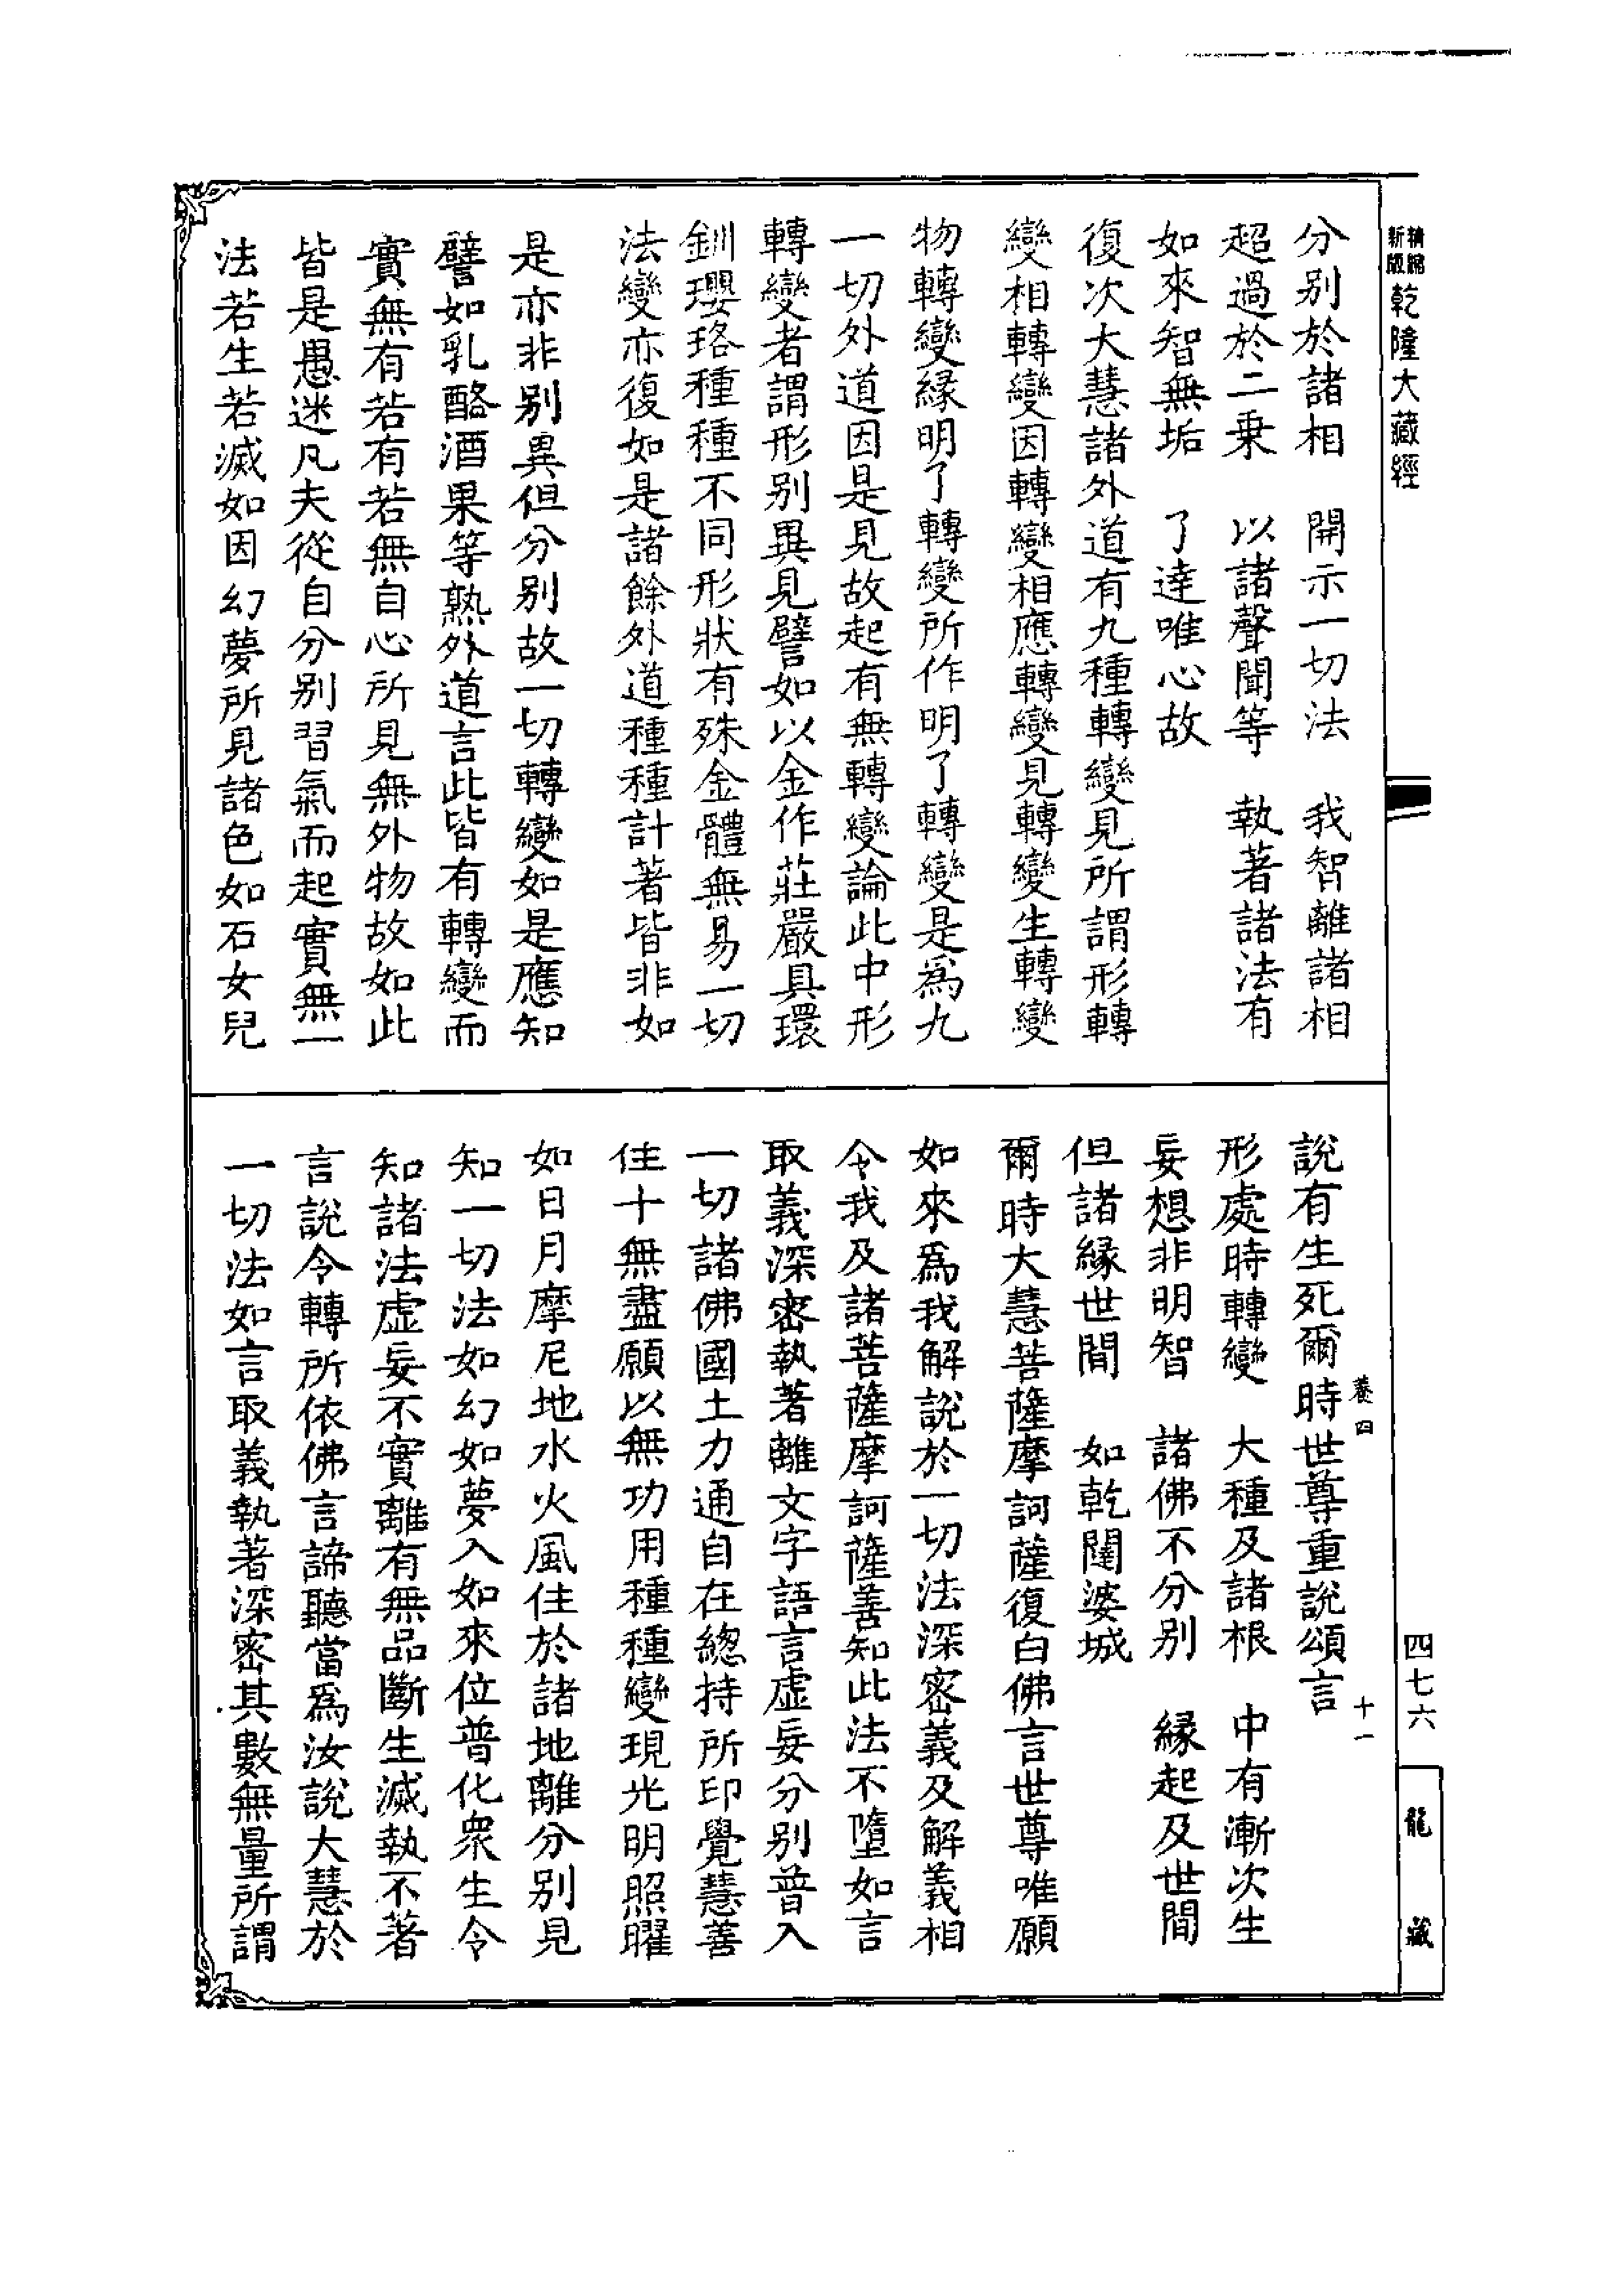 新版
精縮
乾隆大藏經
分別於諸相　開示一切法　我智離諸相
超過於二乗　以諸聲聞等　執著諸法有
如來智無垢　了達唯心故
復次大慧諸外道有九種轉變見所謂形轉
變相轉變因轉變相應轉變見轉變生轉變
物轉變緣明了轉變所作明了轉變是爲九
一切外道因是見故起有無轉變論此中形
轉變者謂形別異見譬如以金作莊嚴具環
釧瓔珞種種不同形狀有殊金體無易一切
法變亦復如是諸餘外道種種計著皆非如
是亦非別異但分別故一切轉變如是應知
譬如乳酪酒果等熟外道言此皆有轉變而
實無有若有若無自心所見無外物故如此
皆是愚迷凡夫從自分別習氣而起實無一
法若生若滅如因幻夢所見諸色如石女兒
說有生死爾時世尊重說頌言
形處時轉變　大種及諸根　中有漸次生
妄想非明智　諸佛不分別　緣起及世間
但諸緣世間　如乾闥婆城
爾時大慧菩薩摩訶薩復白佛言世尊唯願
如來爲我解說於一切法深密義及解義相
令我及諸菩薩摩訶薩善知此法不墮如言
取義深密執著離文字語言虛妄分別普入
一切諸佛國土力通自在總持所印覺慧善
住十無盡願以無功用種種變現光明照曜
如日月摩尼地水火風住於諸地離分別見
知一切法如幻如夢入如來位普化衆生令
知諸法虛妄不實離有無品斷生滅執不著
言說令轉所依佛言諦聽當爲汝說大慧於
一切法如言取義執著深密其數無量所謂
卷四
十一
四七六
龍藏